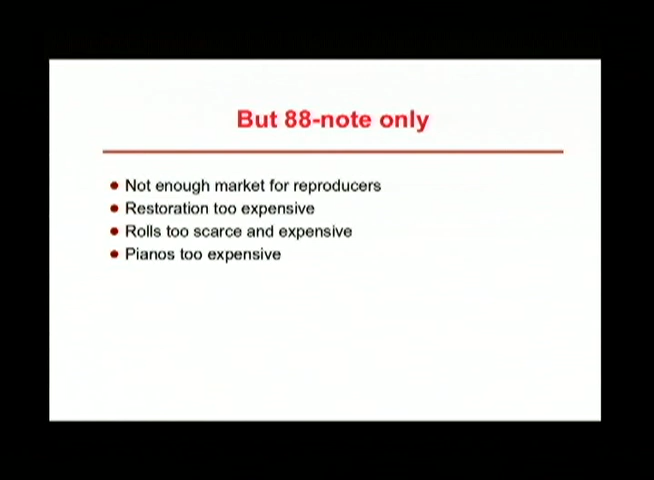 But 88-note only
Not enough market for reproducers
Restoration too expensive
Rolls too scarce and expensive
Pianos too expensive